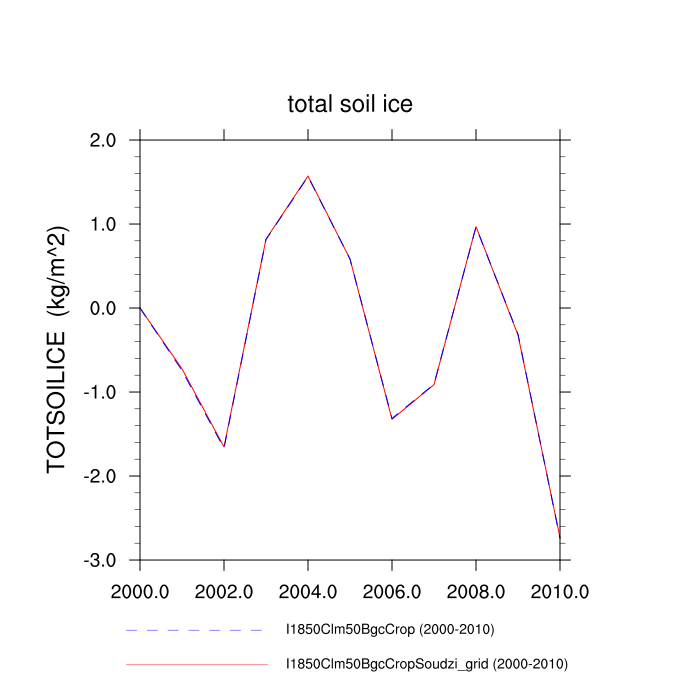 total soil ice
TOTSOILICE (kg/m^2)
2.0
1.0
0.0
-1.0
-2.0
-3.0
2000.0 2002.0 2004.0 2006.0 2008.0 2010.0
I1850Clm50BgcCrop (2000-2010)
I1850Clm50BgcCropSoudzi_grid (2000-2010)